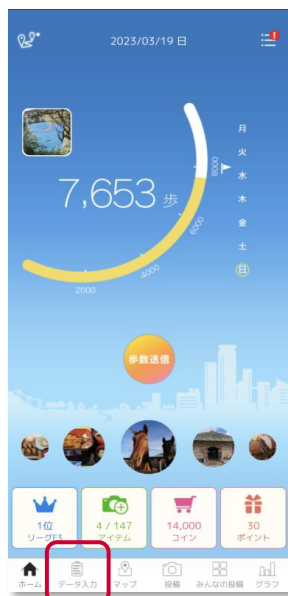 2023/03/19 日
!
月
火
水
木
金
土
日
8000
6000
4000
2000
7,653 歩
歩数送信
1位
リーグE3
4 / 147
アイテム
14,000
コイン
30
ポイント
ホーム
データ入力
マップ
投稿
みんなの投稿
グラフ